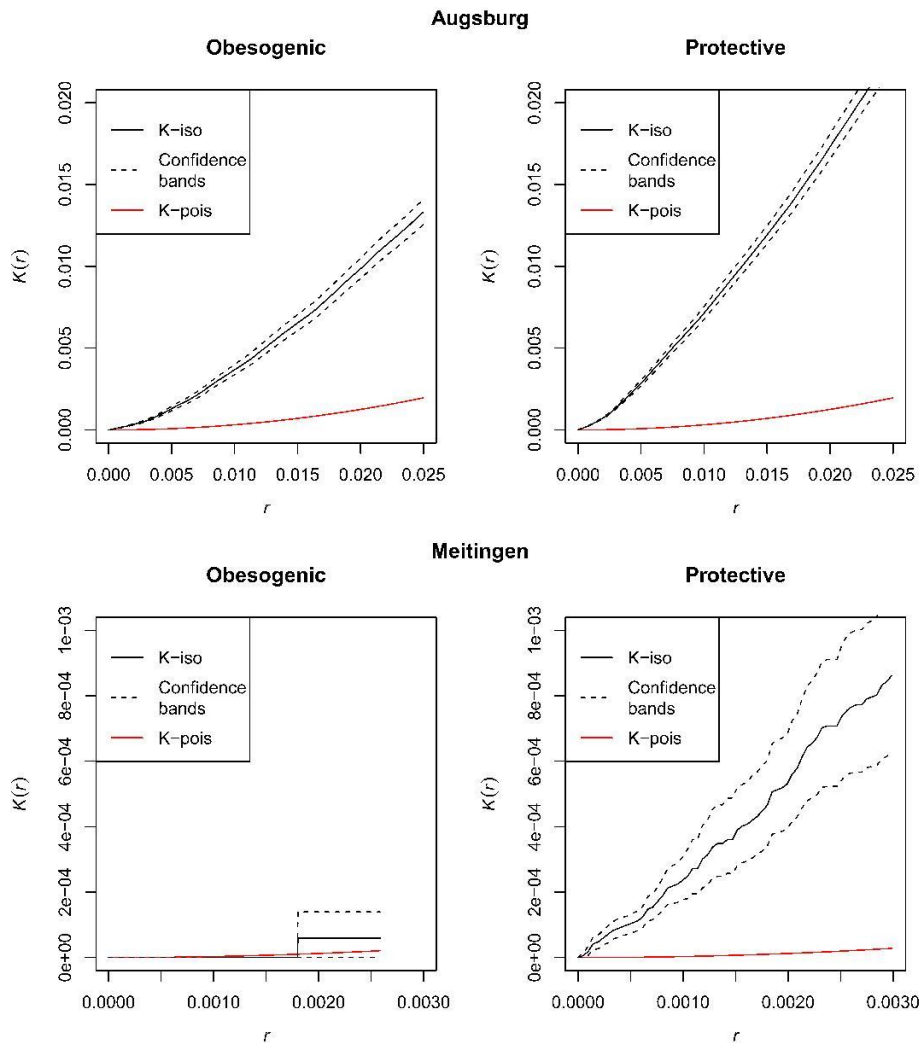 Augsburg
Obesogenic
Protective
K(r)
0.000 0.005 0.010 0.015 0.020
K−iso
Confidence
bands
K−pois
0.000 0.005 0.010 0.015 0.020 0.025
r
K(r)
0.000 0.005 0.010 0.015 0.020
K−iso
Confidence
bands
K−pois
0.000 0.005 0.010 0.015 0.020 0.025
r
Meitingen
Obesogenic
Protective
K(r)
0e+00 2e−04 4e−04 6e−04 8e−04 1e−03
K−iso
Confidence
bands
K−pois
0.0000 0.0010 0.0020 0.0030
r
K(r)
0e+00 2e−04 4e−04 6e−04 8e−04 1e−03
K−iso
Confidence
bands
K−pois
0.0000 0.0010 0.0020 0.0030
r